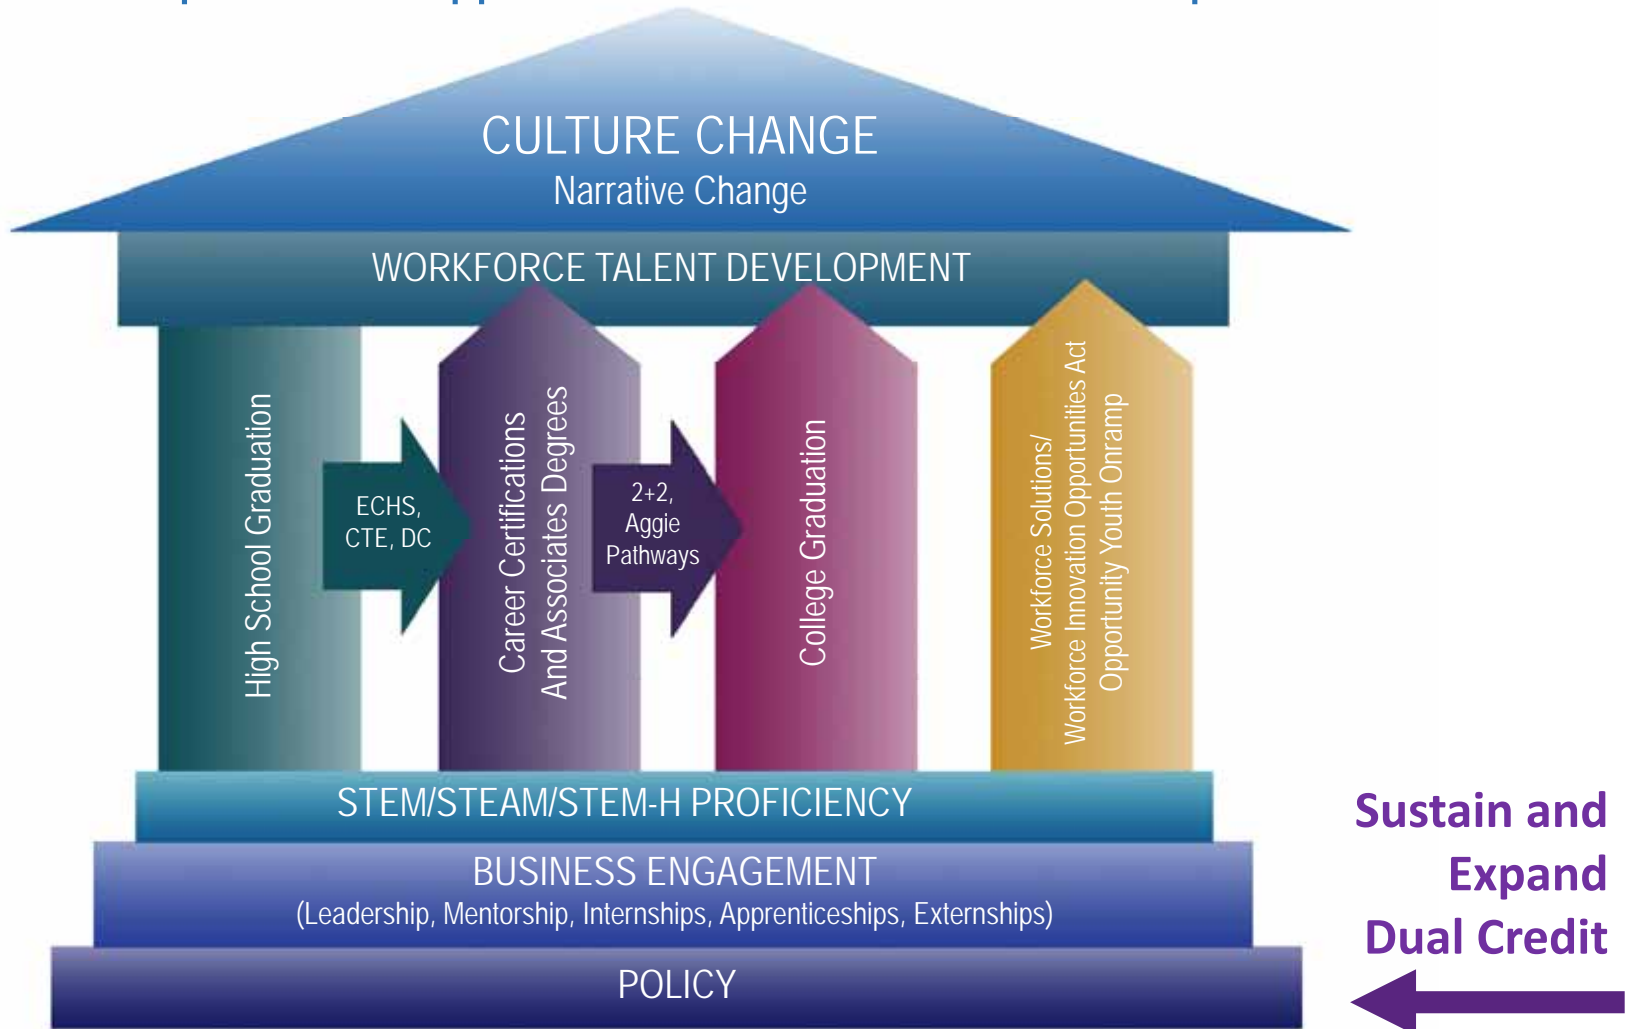 CULTURE CHANGE
Narrative Change
WORKFORCE TALENT DEVELOPMENT
High School Graduation
ECHS,
CTE, DC
Career Certifications
And Associates Degrees
2+2,
Aggie
Pathways
College Graduation
Workforce Solutions/
Workforce Innovation Opportunities Act
Opportunity Youth Onramp
STEM/STEAM/STEM-H PROFICIENCY
BUSINESS ENGAGEMENT
(Leadership, Mentorship, Internships, Apprenticeships, Externships)
POLICY
Sustain and
Expand
Dual Credit